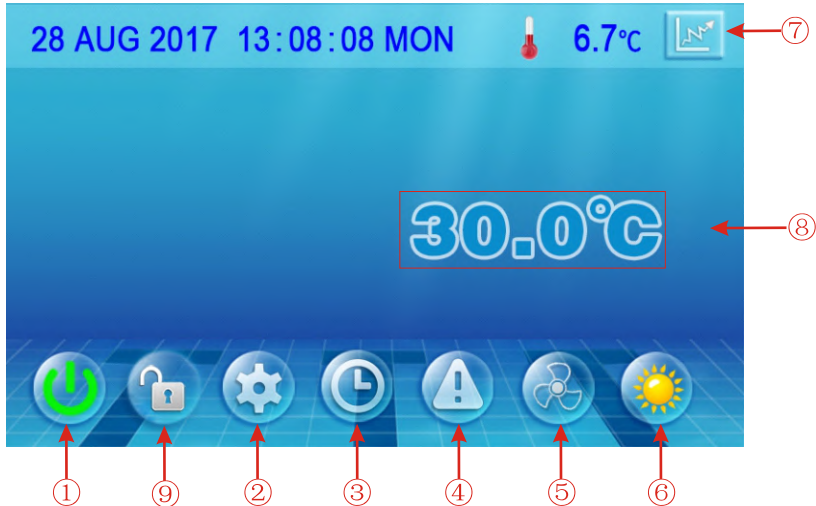 28 AUG 2017 13:08:08 MON 6.7℃ ⑦
30.0℃ ⑧
① ⑨ ② ③ ④ ⑤ ⑥